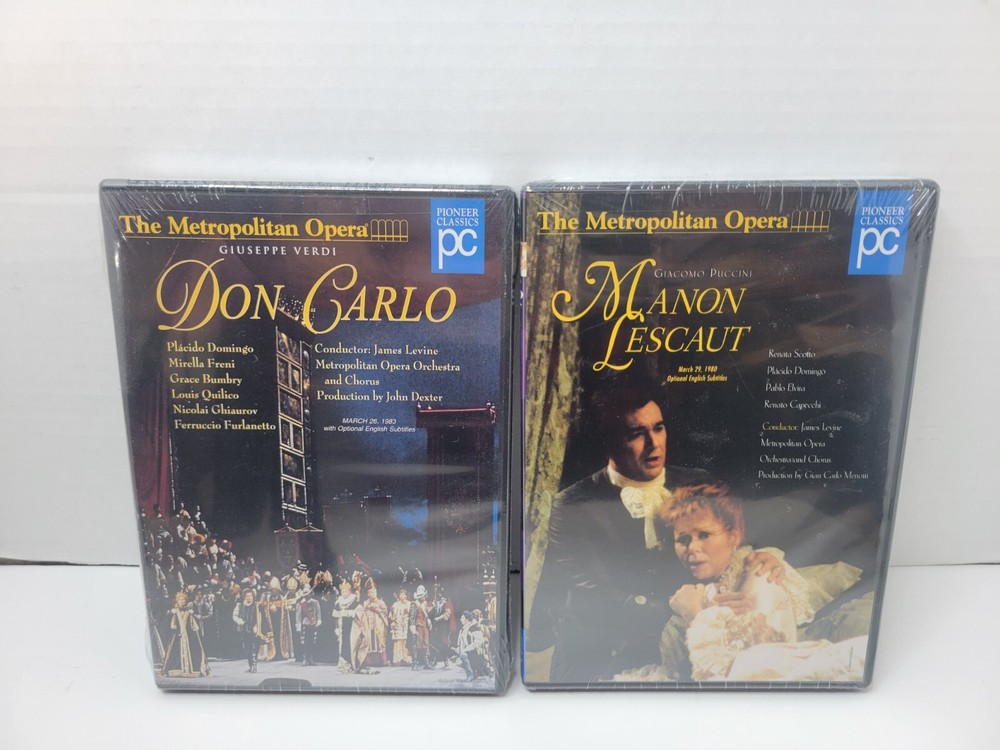 The Metropolitan Opera
PIONEER
CLASSICS
pc
GIUSEPPE VERDI
DON CARLO
Plácido Domingo
Mirella Freni
Grace Bumbry
Louis Quilico
Nicolai Ghiaurov
Ferruccio Furlanetto
Conductor: James Levine
Metropolitan Opera Orchestra
and Chorus
Production by John Dexter
MARCH 26, 1983
with Optional English Subtitles
The Metropolitan Opera
PIONEER
CLASSICS
pc
GIACOMO PUCCINI
MANON
LESCAUT
March 29, 1980
Optional English Subtitles
Renata Scotto
Plácido Domingo
Pablo Elvira
Renato Capecchi
Conductor: James Levine
Metropolitan Opera
Orchestra and Chorus
Production by Gian Carlo Menotti